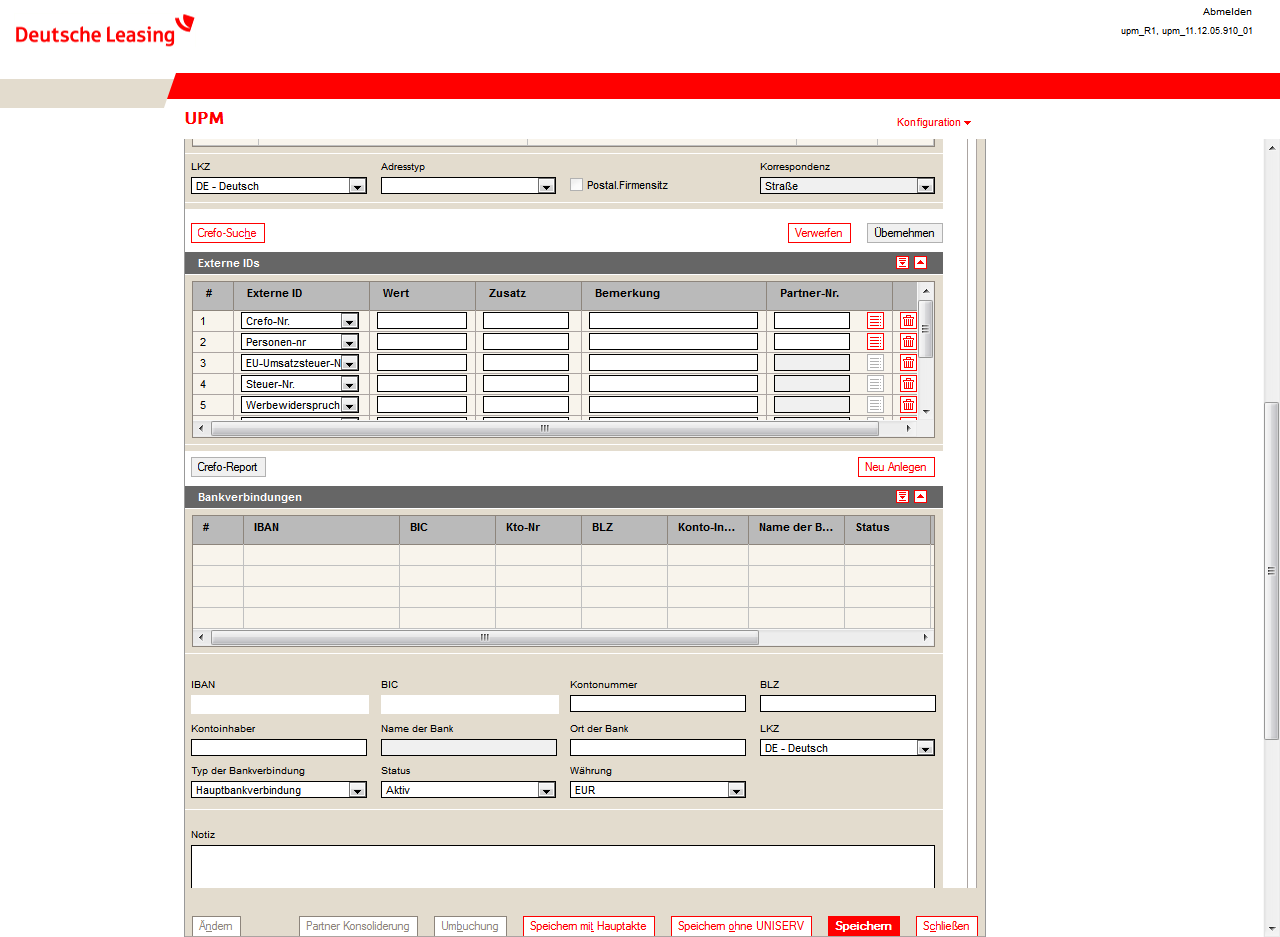 Deutsche Leasing
Abmelden
upm_R1, upm_11.12.05.910_01
UPM
Konfiguration
LKZ Adresstyp Korrespondenz
DE - Deutsch Postal.Firmensitz Straße
Crefo-Suche Verwerfen Übernehmen
Externe IDs
# Externe ID Wert Zusatz Bemerkung Partner-Nr.
1 Crefo-Nr.
2 Personen-nr
3 EU-Umsatzsteuer-N
4 Steuer-Nr.
5 Werbewiderspruch
Crefo-Report Neu Anlegen
Bankverbindungen
# IBAN BIC Kto-Nr BLZ Konto-In... Name der B... Status
IBAN BIC Kontonummer BLZ
Kontoinhaber Name der Bank Ort der Bank LKZ
DE - Deutsch
Typ der Bankverbindung Status Währung
Hauptbankverbindung Aktiv EUR
Notiz
Ändem Partner Konsolidierung Umbuchung Speichern mit Hauptakte Speichern ohne UNISERV Speichern Schließen